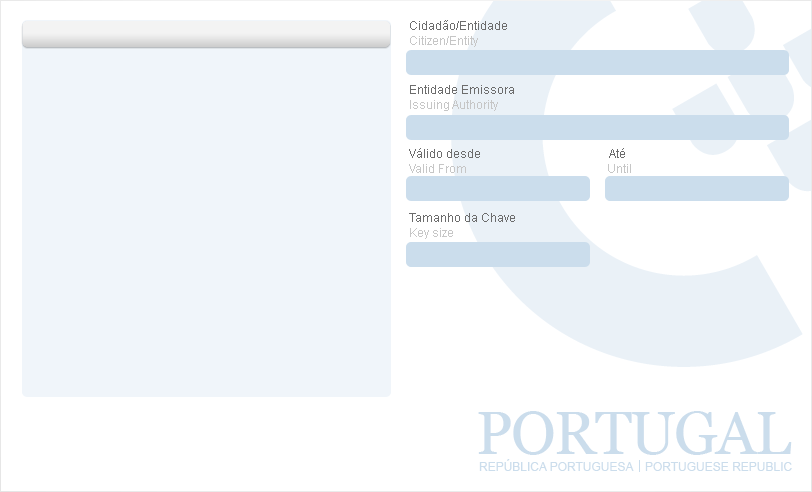 Cidadão/Entidade
Citizen/Entity
Entidade Emissora
Issuing Authority
Válido desde
Valid From
Até
Until
Tamanho da Chave
Key size
PORTUGAL
REPÚBLICA PORTUGUESA | PORTUGUESE REPUBLIC